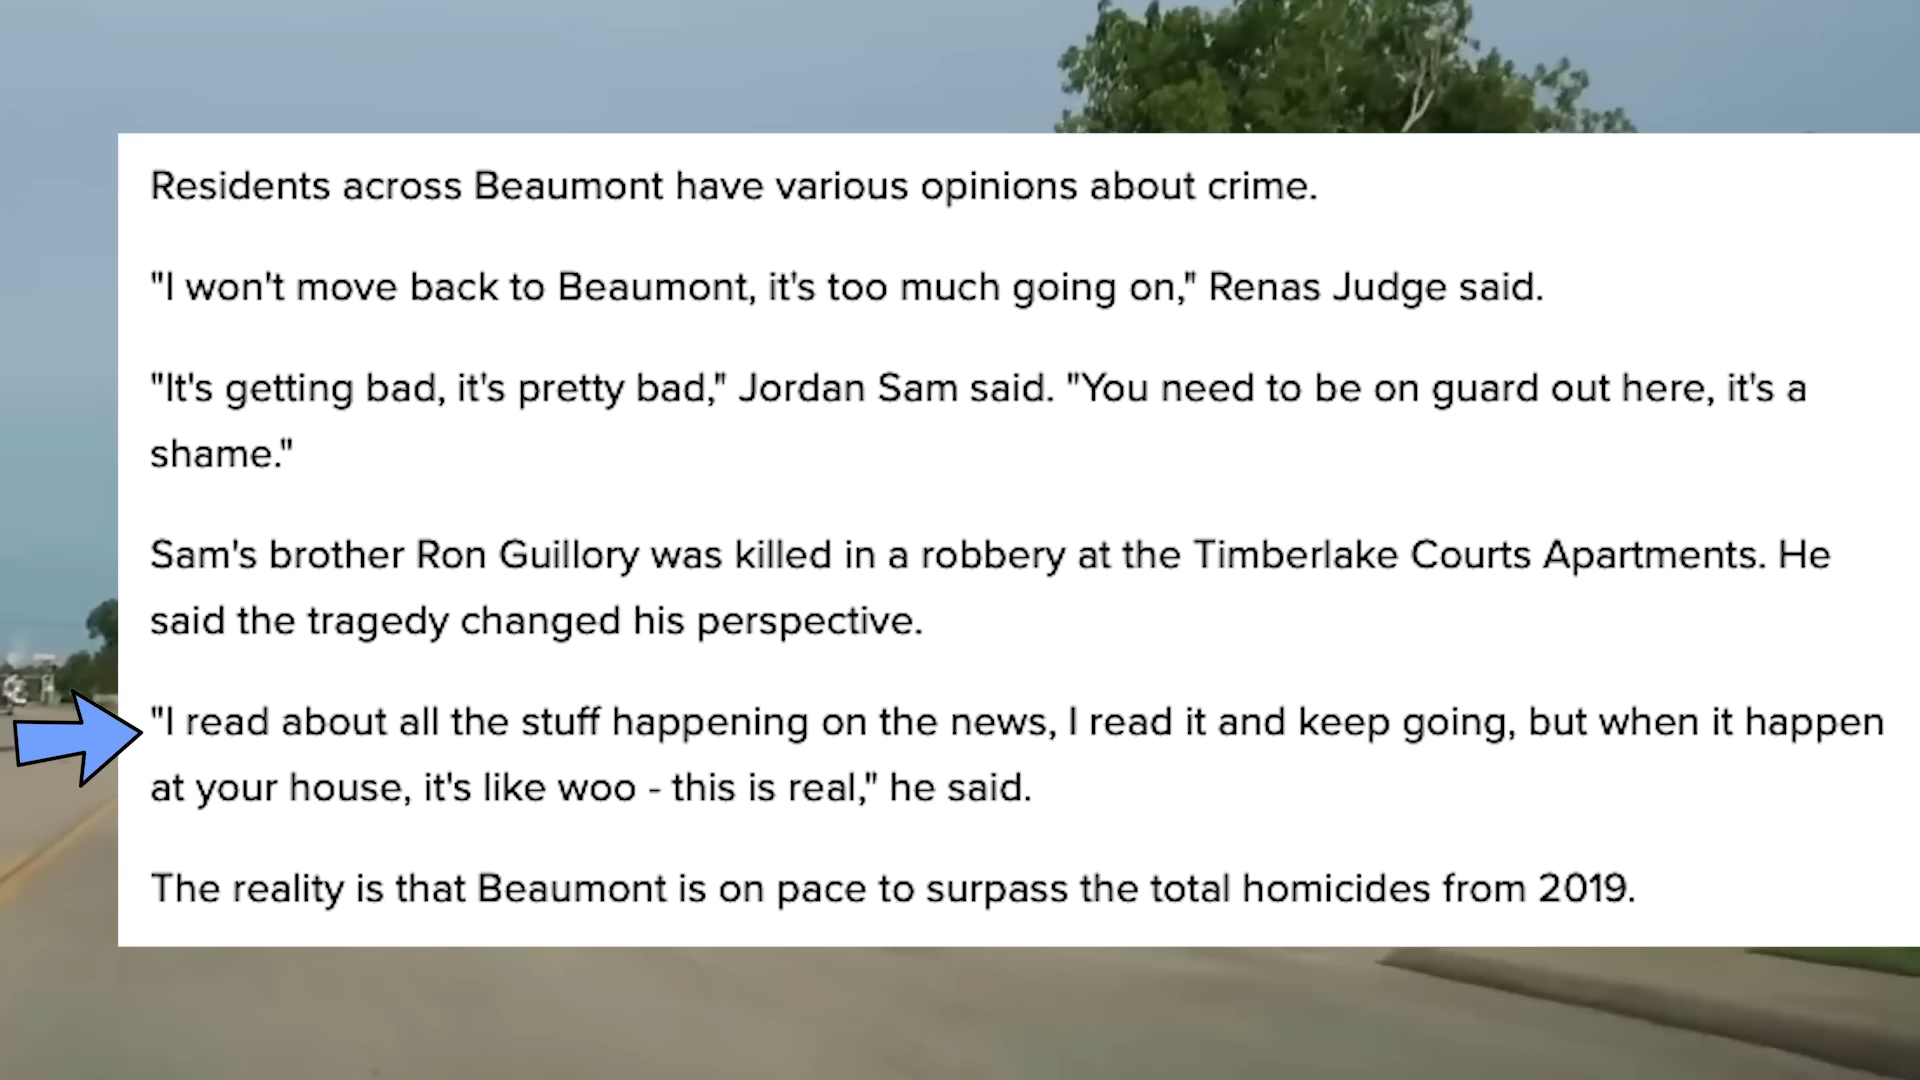 Residents across Beaumont have various opinions about crime.
"I won't move back to Beaumont, it's too much going on," Renas Judge said.
"It's getting bad, it's pretty bad," Jordan Sam said. "You need to be on guard out here, it's a
shame."
Sam's brother Ron Guillory was killed in a robbery at the Timberlake Courts Apartments. He
said the tragedy changed his perspective.
"I read about all the stuff happening on the news, I read it and keep going, but when it happen
at your house, it's like woo - this is real," he said.
The reality is that Beaumont is on pace to surpass the total homicides from 2019.